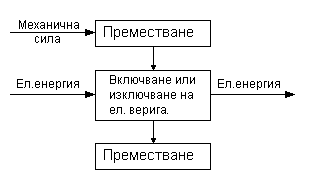 Механична
сила
Преместване
Ел.енергия
Включване или
изключване на
ел. верига.
Ел.енергия
Преместване